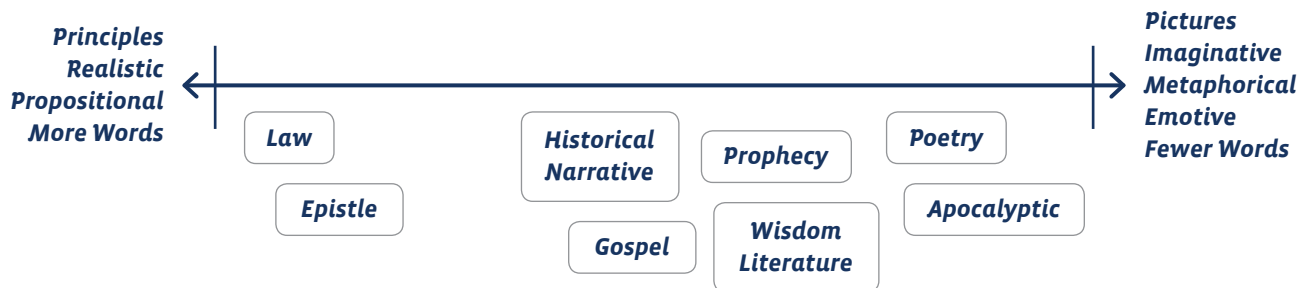 Principles
Realistic
Propositional
More Words
Pictures
Imaginative
Metaphorical
Emotive
Fewer Words
Law
Epistle
Historical
Narrative
Gospel
Prophecy
Wisdom
Literature
Poetry
Apocalyptic